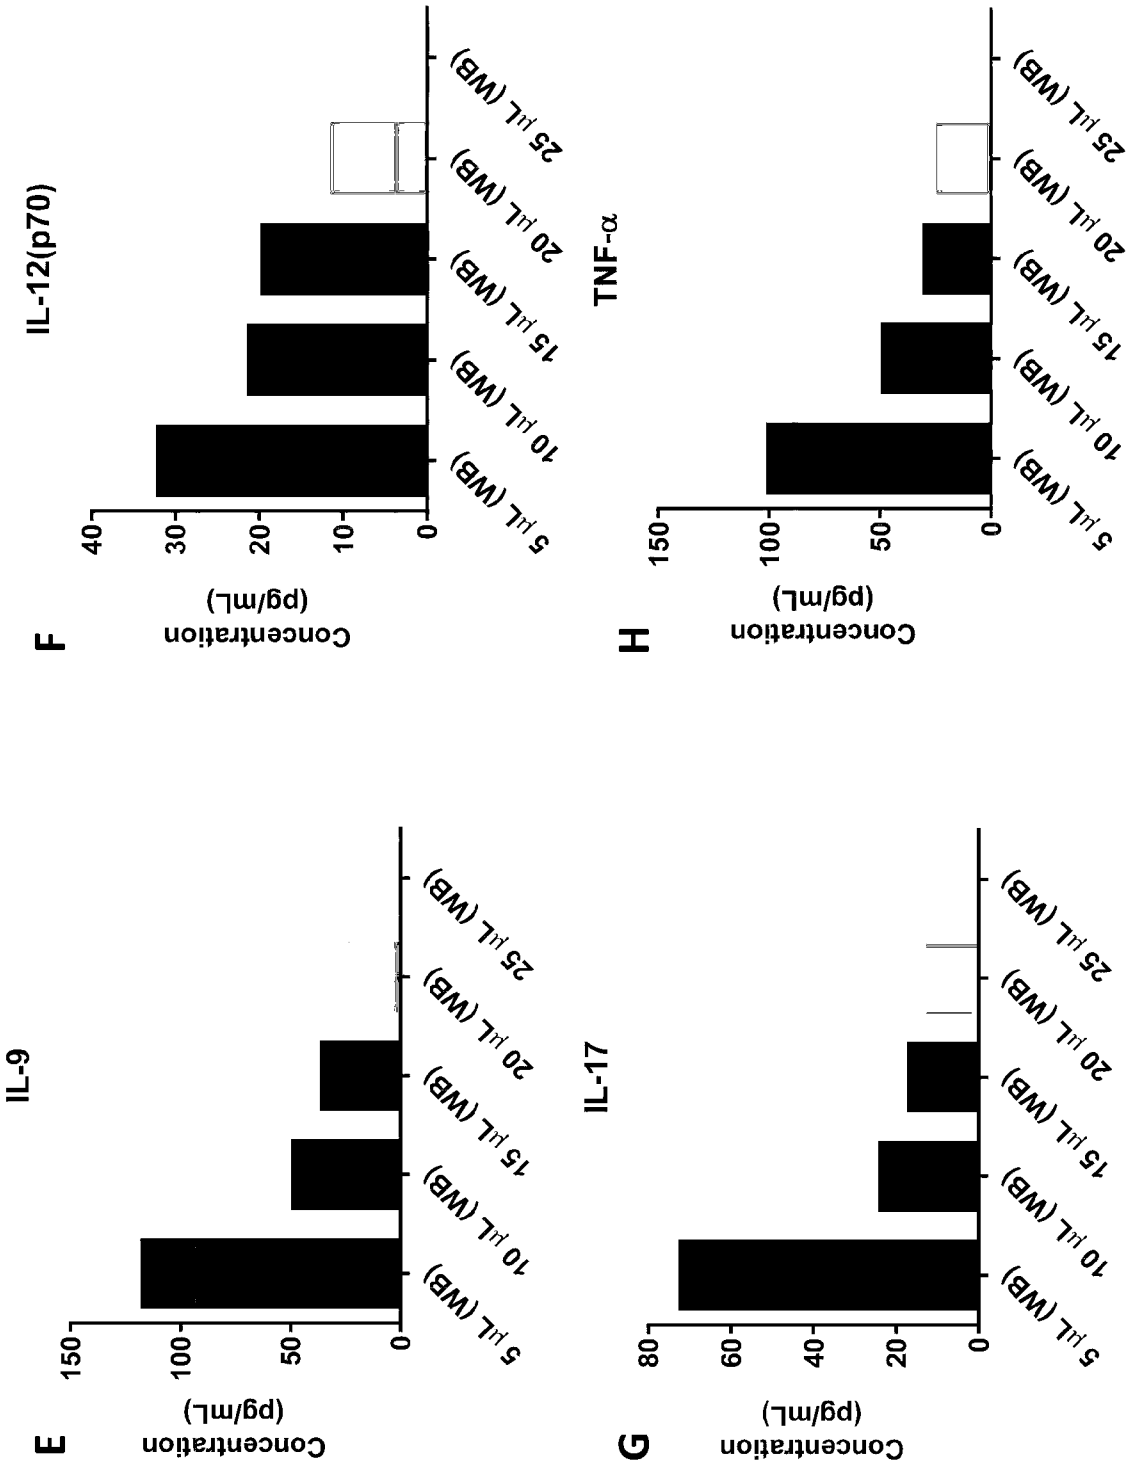 E
IL-9
Concentration
(pg/mL)
150
100
50
0
5 µL (WB)
10 µL (WB)
15 µL (WB)
20 µL (WB)
25 µL (WB)
F
IL-12(p70)
Concentration
(pg/mL)
40
30
20
10
0
5 µL (WB)
10 µL (WB)
15 µL (WB)
20 µL (WB)
25 µL (WB)
G
IL-17
Concentration
(pg/mL)
80
60
40
20
0
5 µL (WB)
10 µL (WB)
15 µL (WB)
20 µL (WB)
25 µL (WB)
H
TNF-α
Concentration
(pg/mL)
150
100
50
0
5 µL (WB)
10 µL (WB)
15 µL (WB)
20 µL (WB)
25 µL (WB)